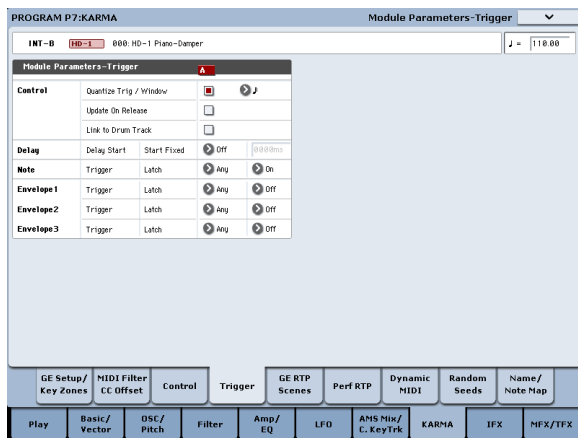 PROGRAM P7:KARMA Module Parameters-Trigger
INT-B HD-1 000: HD-1 Piano-Damper ♩= 110.00
Module Parameters-Trigger A
Control Quantize Trig / Window ♪
Update On Release
Link to Drum Track
Delay Delay Start Start Fixed Off 0000ms
Note Trigger Latch Any On
Envelope1 Trigger Latch Any Off
Envelope2 Trigger Latch Any Off
Envelope3 Trigger Latch Any Off
GE Setup/ MIDI Filter GE RTP Dynamic Random Name/
Control Trigger Perf RTP
Key Zones CC Offset Scenes MIDI Seeds Note Map
Basic/ OSC/ Amp/ AMS Mix/
Play Filter LFO KARMA IFX MFX/TFX
Vector Pitch EQ C. KeyTrk